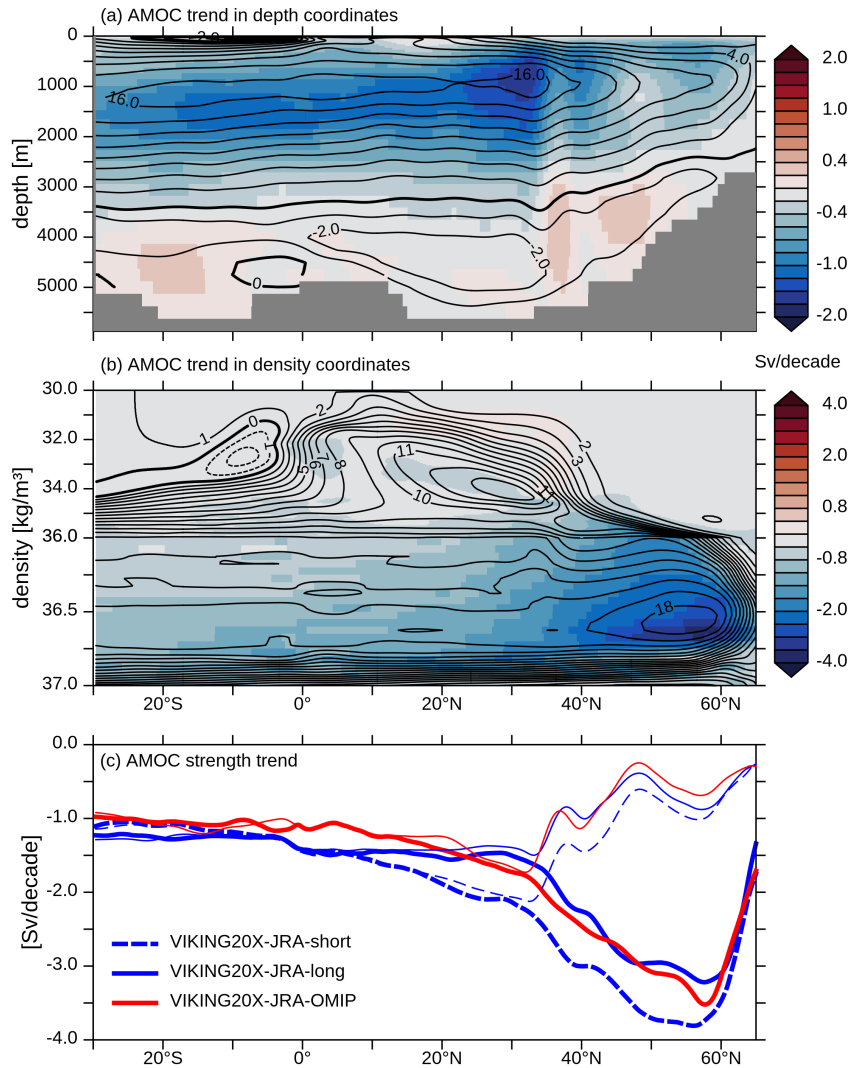 (a) AMOC trend in depth coordinates
0
1000
2000
3000
4000
5000
depth [m]
-2.0
16.0
16.0
4.0
-2.0
-2.0
0
2.0
1.0
0.4
-0.4
-1.0
-2.0
Sv/decade
(b) AMOC trend in density coordinates
30.0
32.0
34.0
36.0
36.5
37.0
density [kg/m³]
1
0
2
5
6
7
8
11
10
11
2
3
18
4.0
2.0
0.8
-0.8
-2.0
-4.0
20°S
0°
20°N
40°N
60°N
(c) AMOC strength trend
0.0
-1.0
-2.0
-3.0
-4.0
[Sv/decade]
VIKING20X-JRA-short
VIKING20X-JRA-long
VIKING20X-JRA-OMIP
20°S
0°
20°N
40°N
60°N